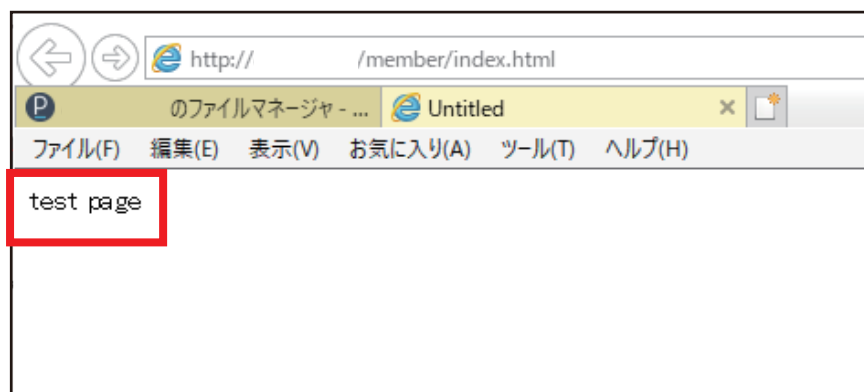 http:// /member/index.html
P のファイルマネージャ - ... Untitled
ファイル(F) 編集(E) 表示(V) お気に入り(A) ツール(T) ヘルプ(H)
test page